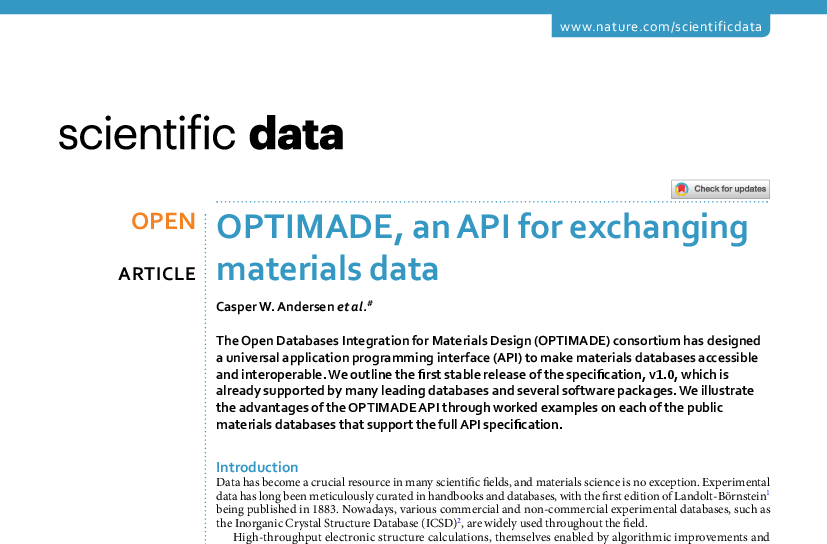 www.nature.com/scientificdata
scientific data
Check for updates
OPEN
ARTICLE
OPTIMADE, an API for exchanging
materials data
Casper W. Andersen et al.#
The Open Databases Integration for Materials Design (OPTIMADE) consortium has designed
a universal application programming interface (API) to make materials databases accessible
and interoperable. We outline the first stable release of the specification, v1.0, which is
already supported by many leading databases and several software packages. We illustrate
the advantages of the OPTIMADE API through worked examples on each of the public
materials databases that support the full API specification.
Introduction
Data has become a crucial resource in many scientific fields, and materials science is no exception. Experimental
data has long been meticulously curated in handbooks and databases, with the first edition of Landolt-Börnstein1
being published in 1883. Nowadays, various commercial and non-commercial experimental databases, such as
the Inorganic Crystal Structure Database (ICSD)2, are widely used throughout the field.
High-throughput electronic structure calculations, themselves enabled by algorithmic improvements and